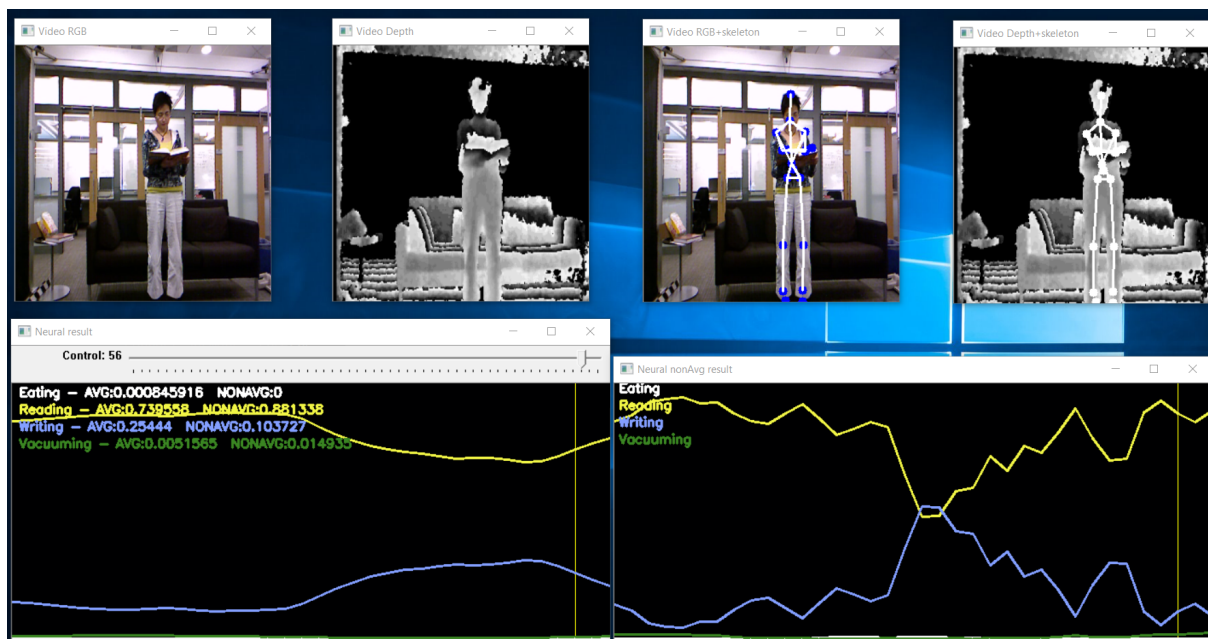 Video RGB
Video Depth
Video RGB+skeleton
Video Depth+skeleton
Neural result
Control: 56
Eating - AVG:0.000845916 NONAVG:0
Reading - AVG:0.739558 NONAVG:0.881338
Writing - AVG:0.25444 NONAVG:0.103727
Vacuuming - AVG:0.0051565 NONAVG:0.014935
Neural nonAvg result
Eating
Reading
Writing
Vacuuming